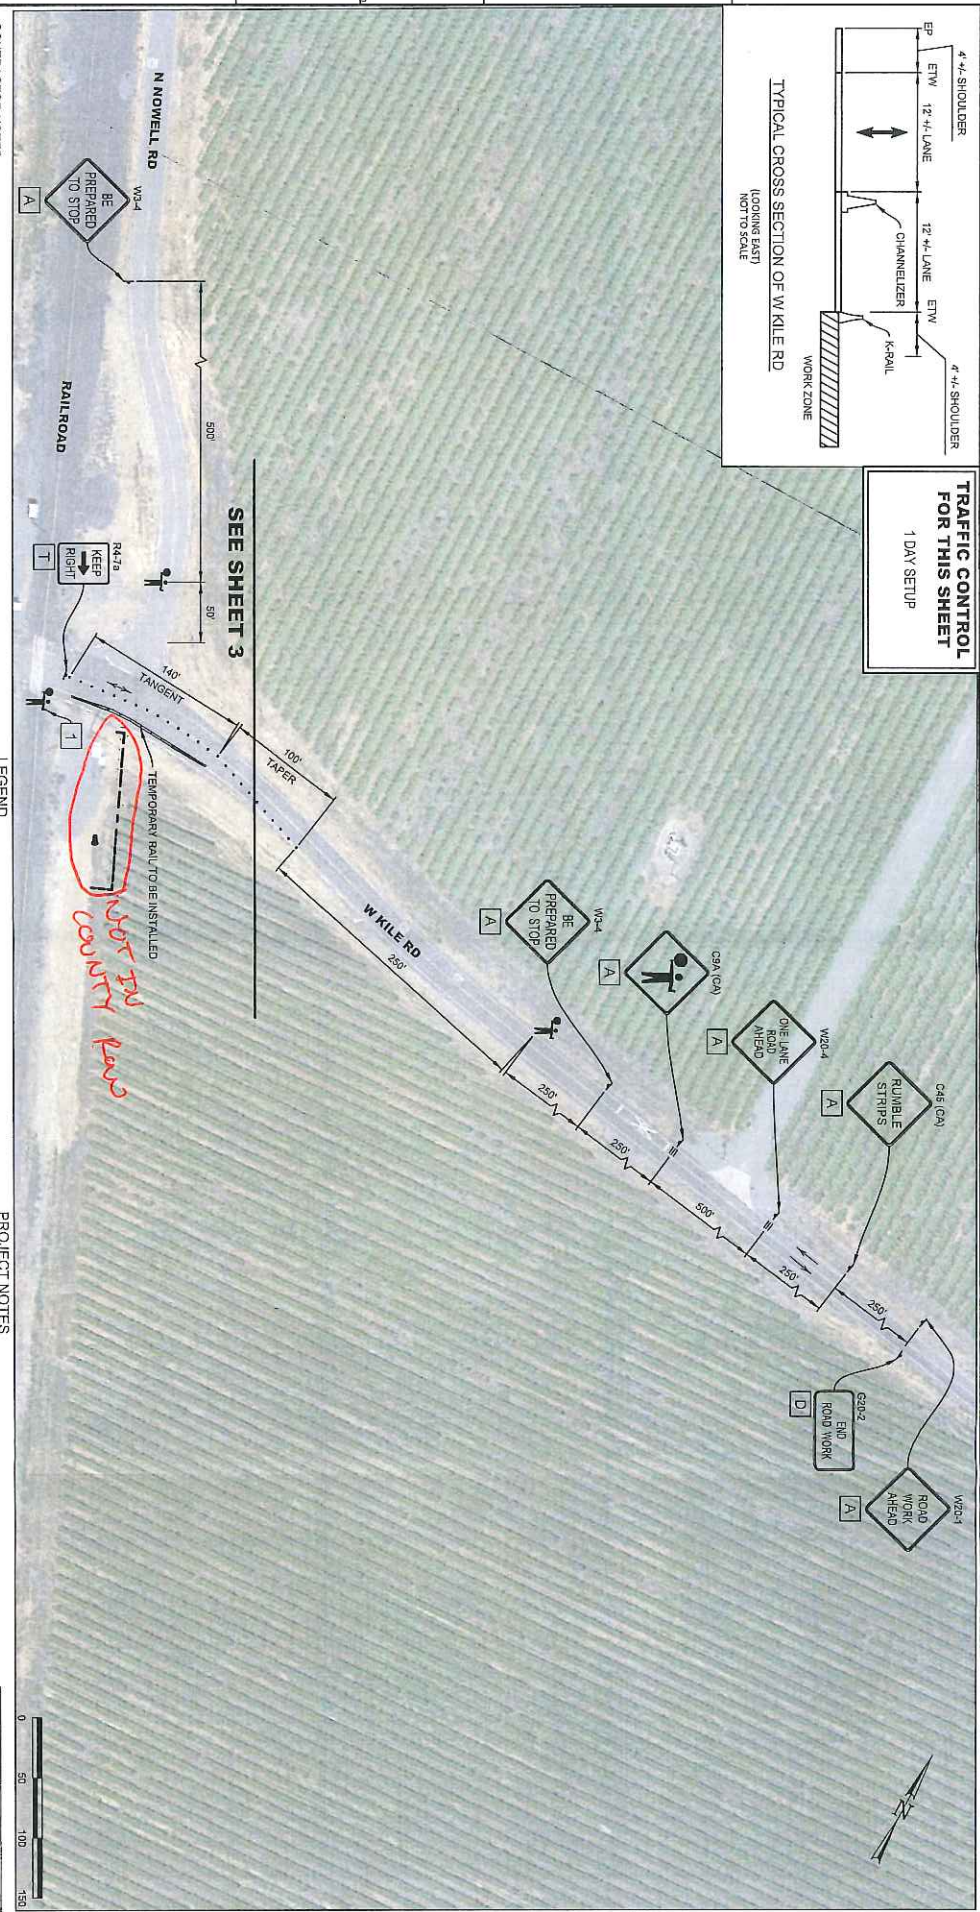 4' +/- SHOULDER
12' +/- LANE
12' +/- LANE
4' +/- SHOULDER
EP
ETW
ETW
CHANNELIZER
K-RAIL
WORK ZONE
TYPICAL CROSS SECTION OF W KILE RD
(LOOKING EAST)
NOT TO SCALE
TRAFFIC CONTROL
FOR THIS SHEET
1 DAY SETUP
N NOWELL RD
W3-4
BE
PREPARED
TO STOP
A
500'
50'
RAILROAD
SEE SHEET 3
R4-7a
KEEP
RIGHT
T
140'
TANGENT
100'
TAPER
1
TEMPORARY RAIL TO BE INSTALLED
NOT IN
COUNTY ROW
W KILE RD
250'
W3-4
BE
PREPARED
TO STOP
A
C9A (CA)
A
W20-4
ONE LANE
ROAD
AHEAD
A
C45 (CA)
RUMBLE
STRIPS
A
250'
250'
500'
250'
250'
G20-2
END
ROAD WORK
D
W20-1
ROAD
WORK
AHEAD
A
N
0 50 100 150
LEGEND
PROJECT NOTES